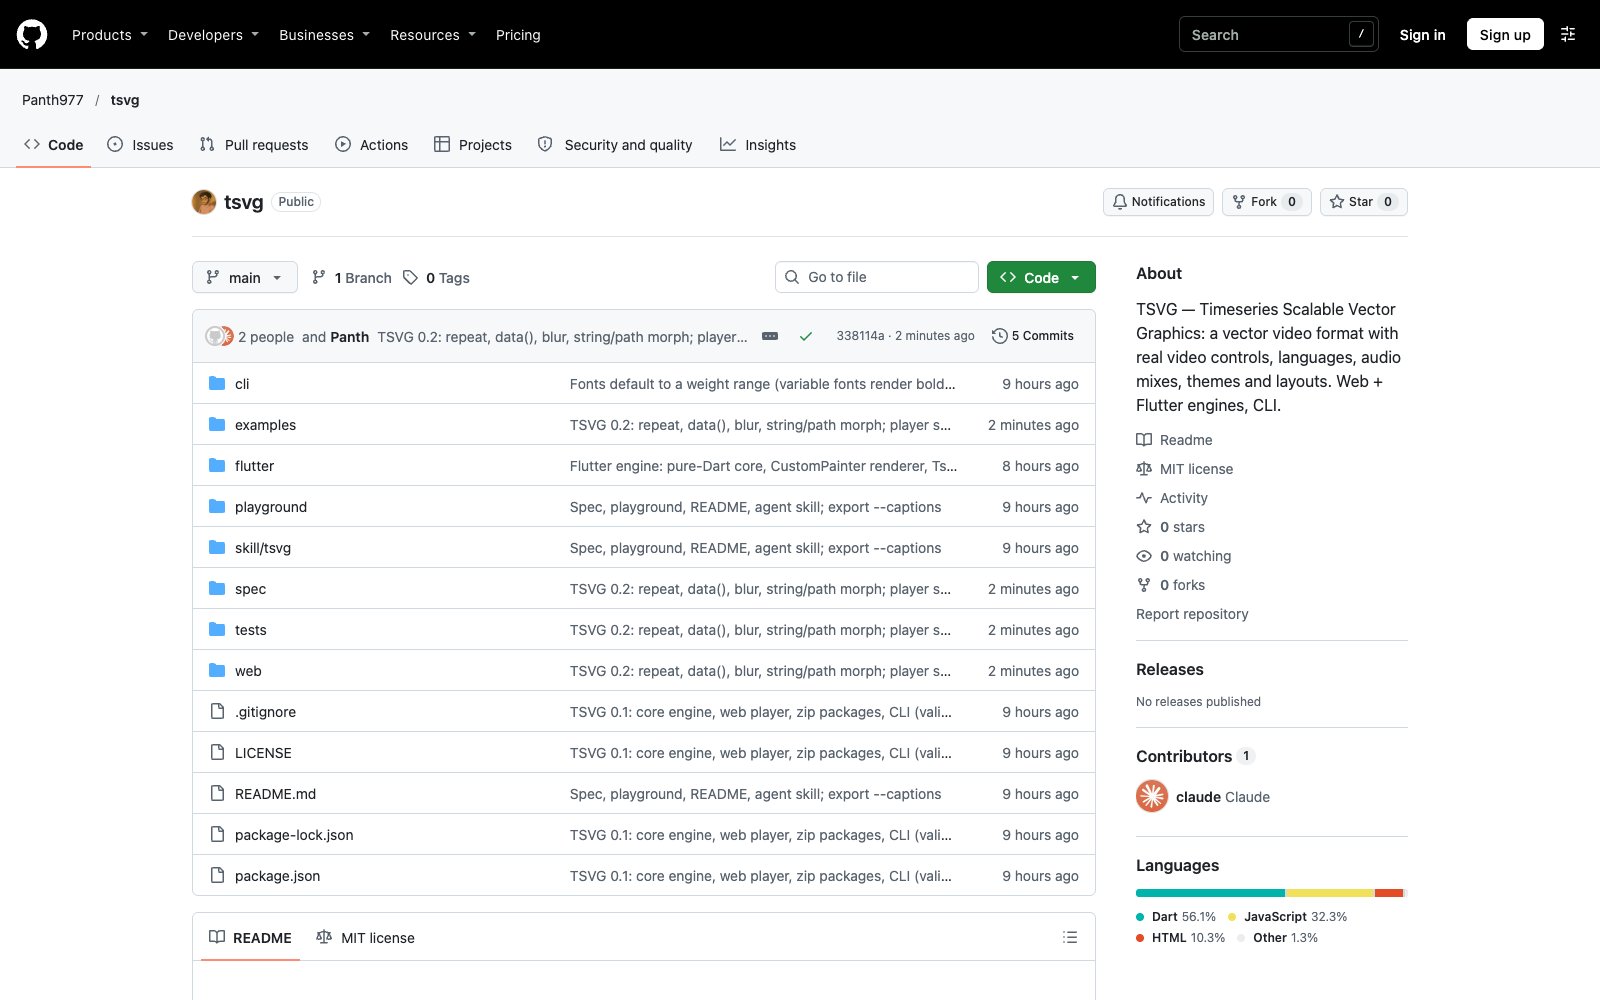 Products Developers Businesses Resources Pricing Search / Sign in Sign up
Panth977 / tsvg
Code Issues Pull requests Actions Projects Security and quality Insights
tsvg Public Notifications Fork 0 Star 0
main 1 Branch 0 Tags Go to file Code
2 people and Panth TSVG 0.2: repeat, data(), blur, string/path morph; player... 338114a · 2 minutes ago 5 Commits
cli Fonts default to a weight range (variable fonts render bold... 9 hours ago
examples TSVG 0.2: repeat, data(), blur, string/path morph; player s... 2 minutes ago
flutter Flutter engine: pure-Dart core, CustomPainter renderer, Ts... 8 hours ago
playground Spec, playground, README, agent skill; export --captions 9 hours ago
skill/tsvg Spec, playground, README, agent skill; export --captions 9 hours ago
spec TSVG 0.2: repeat, data(), blur, string/path morph; player s... 2 minutes ago
tests TSVG 0.2: repeat, data(), blur, string/path morph; player s... 2 minutes ago
web TSVG 0.2: repeat, data(), blur, string/path morph; player s... 2 minutes ago
.gitignore TSVG 0.1: core engine, web player, zip packages, CLI (vali... 9 hours ago
LICENSE TSVG 0.1: core engine, web player, zip packages, CLI (vali... 9 hours ago
README.md Spec, playground, README, agent skill; export --captions 9 hours ago
package-lock.json TSVG 0.1: core engine, web player, zip packages, CLI (vali... 9 hours ago
package.json TSVG 0.1: core engine, web player, zip packages, CLI (vali... 9 hours ago
README MIT license
About
TSVG — Timeseries Scalable Vector
Graphics: a vector video format with
real video controls, languages, audio
mixes, themes and layouts. Web +
Flutter engines, CLI.
Readme
MIT license
Activity
0 stars
0 watching
0 forks
Report repository
Releases
No releases published
Contributors 1
claude Claude
Languages
Dart 56.1% JavaScript 32.3%
HTML 10.3% Other 1.3%